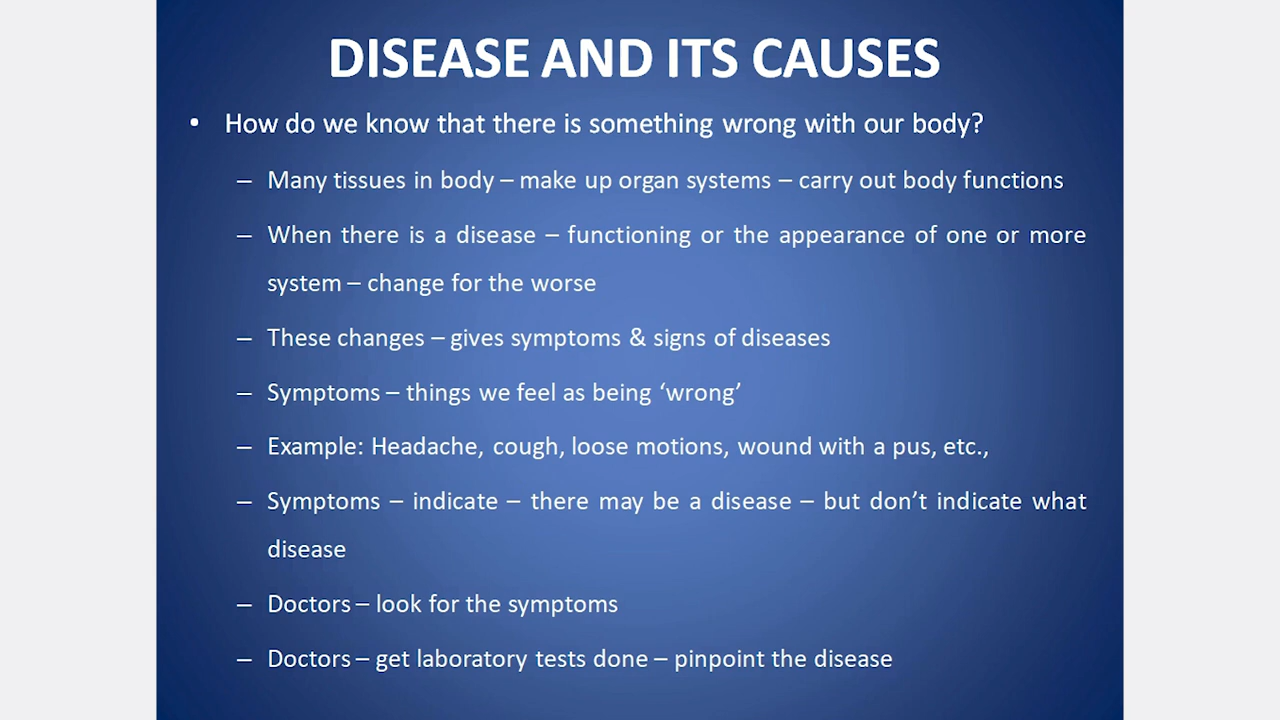 DISEASE AND ITS CAUSES
• How do we know that there is something wrong with our body?
– Many tissues in body – make up organ systems – carry out body functions
– When there is a disease – functioning or the appearance of one or more
system – change for the worse
– These changes – gives symptoms & signs of diseases
– Symptoms – things we feel as being ‘wrong’
– Example: Headache, cough, loose motions, wound with a pus, etc.,
– Symptoms – indicate – there may be a disease – but don’t indicate what
disease
– Doctors – look for the symptoms
– Doctors – get laboratory tests done – pinpoint the disease